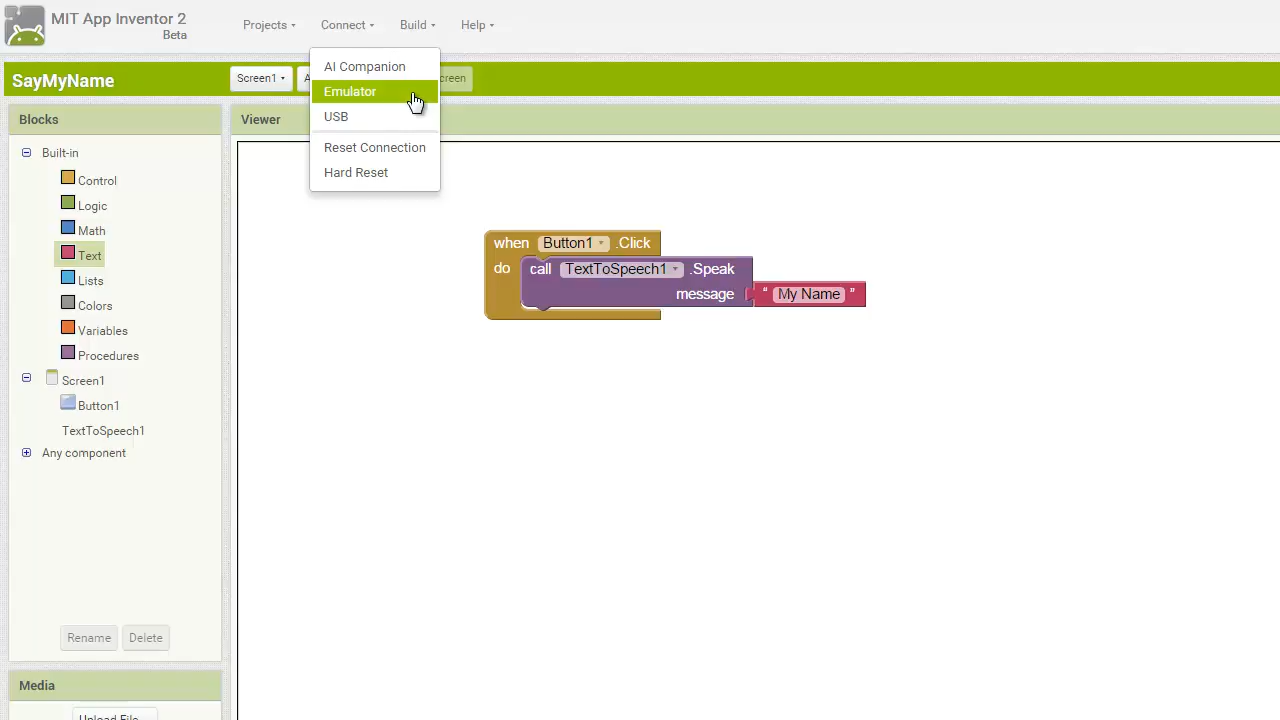 MIT App Inventor 2
Beta
Projects
Connect
Build
Help
AI Companion
Emulator
USB
Reset Connection
Hard Reset
SayMyName
Screen1
Blocks
Viewer
Built-in
Control
Logic
Math
Text
Lists
Colors
Variables
Procedures
Screen1
Button1
TextToSpeech1
Any component
Rename
Delete
Media
Upload File
when Button1 .Click
do call TextToSpeech1 .Speak
message “ My Name ”